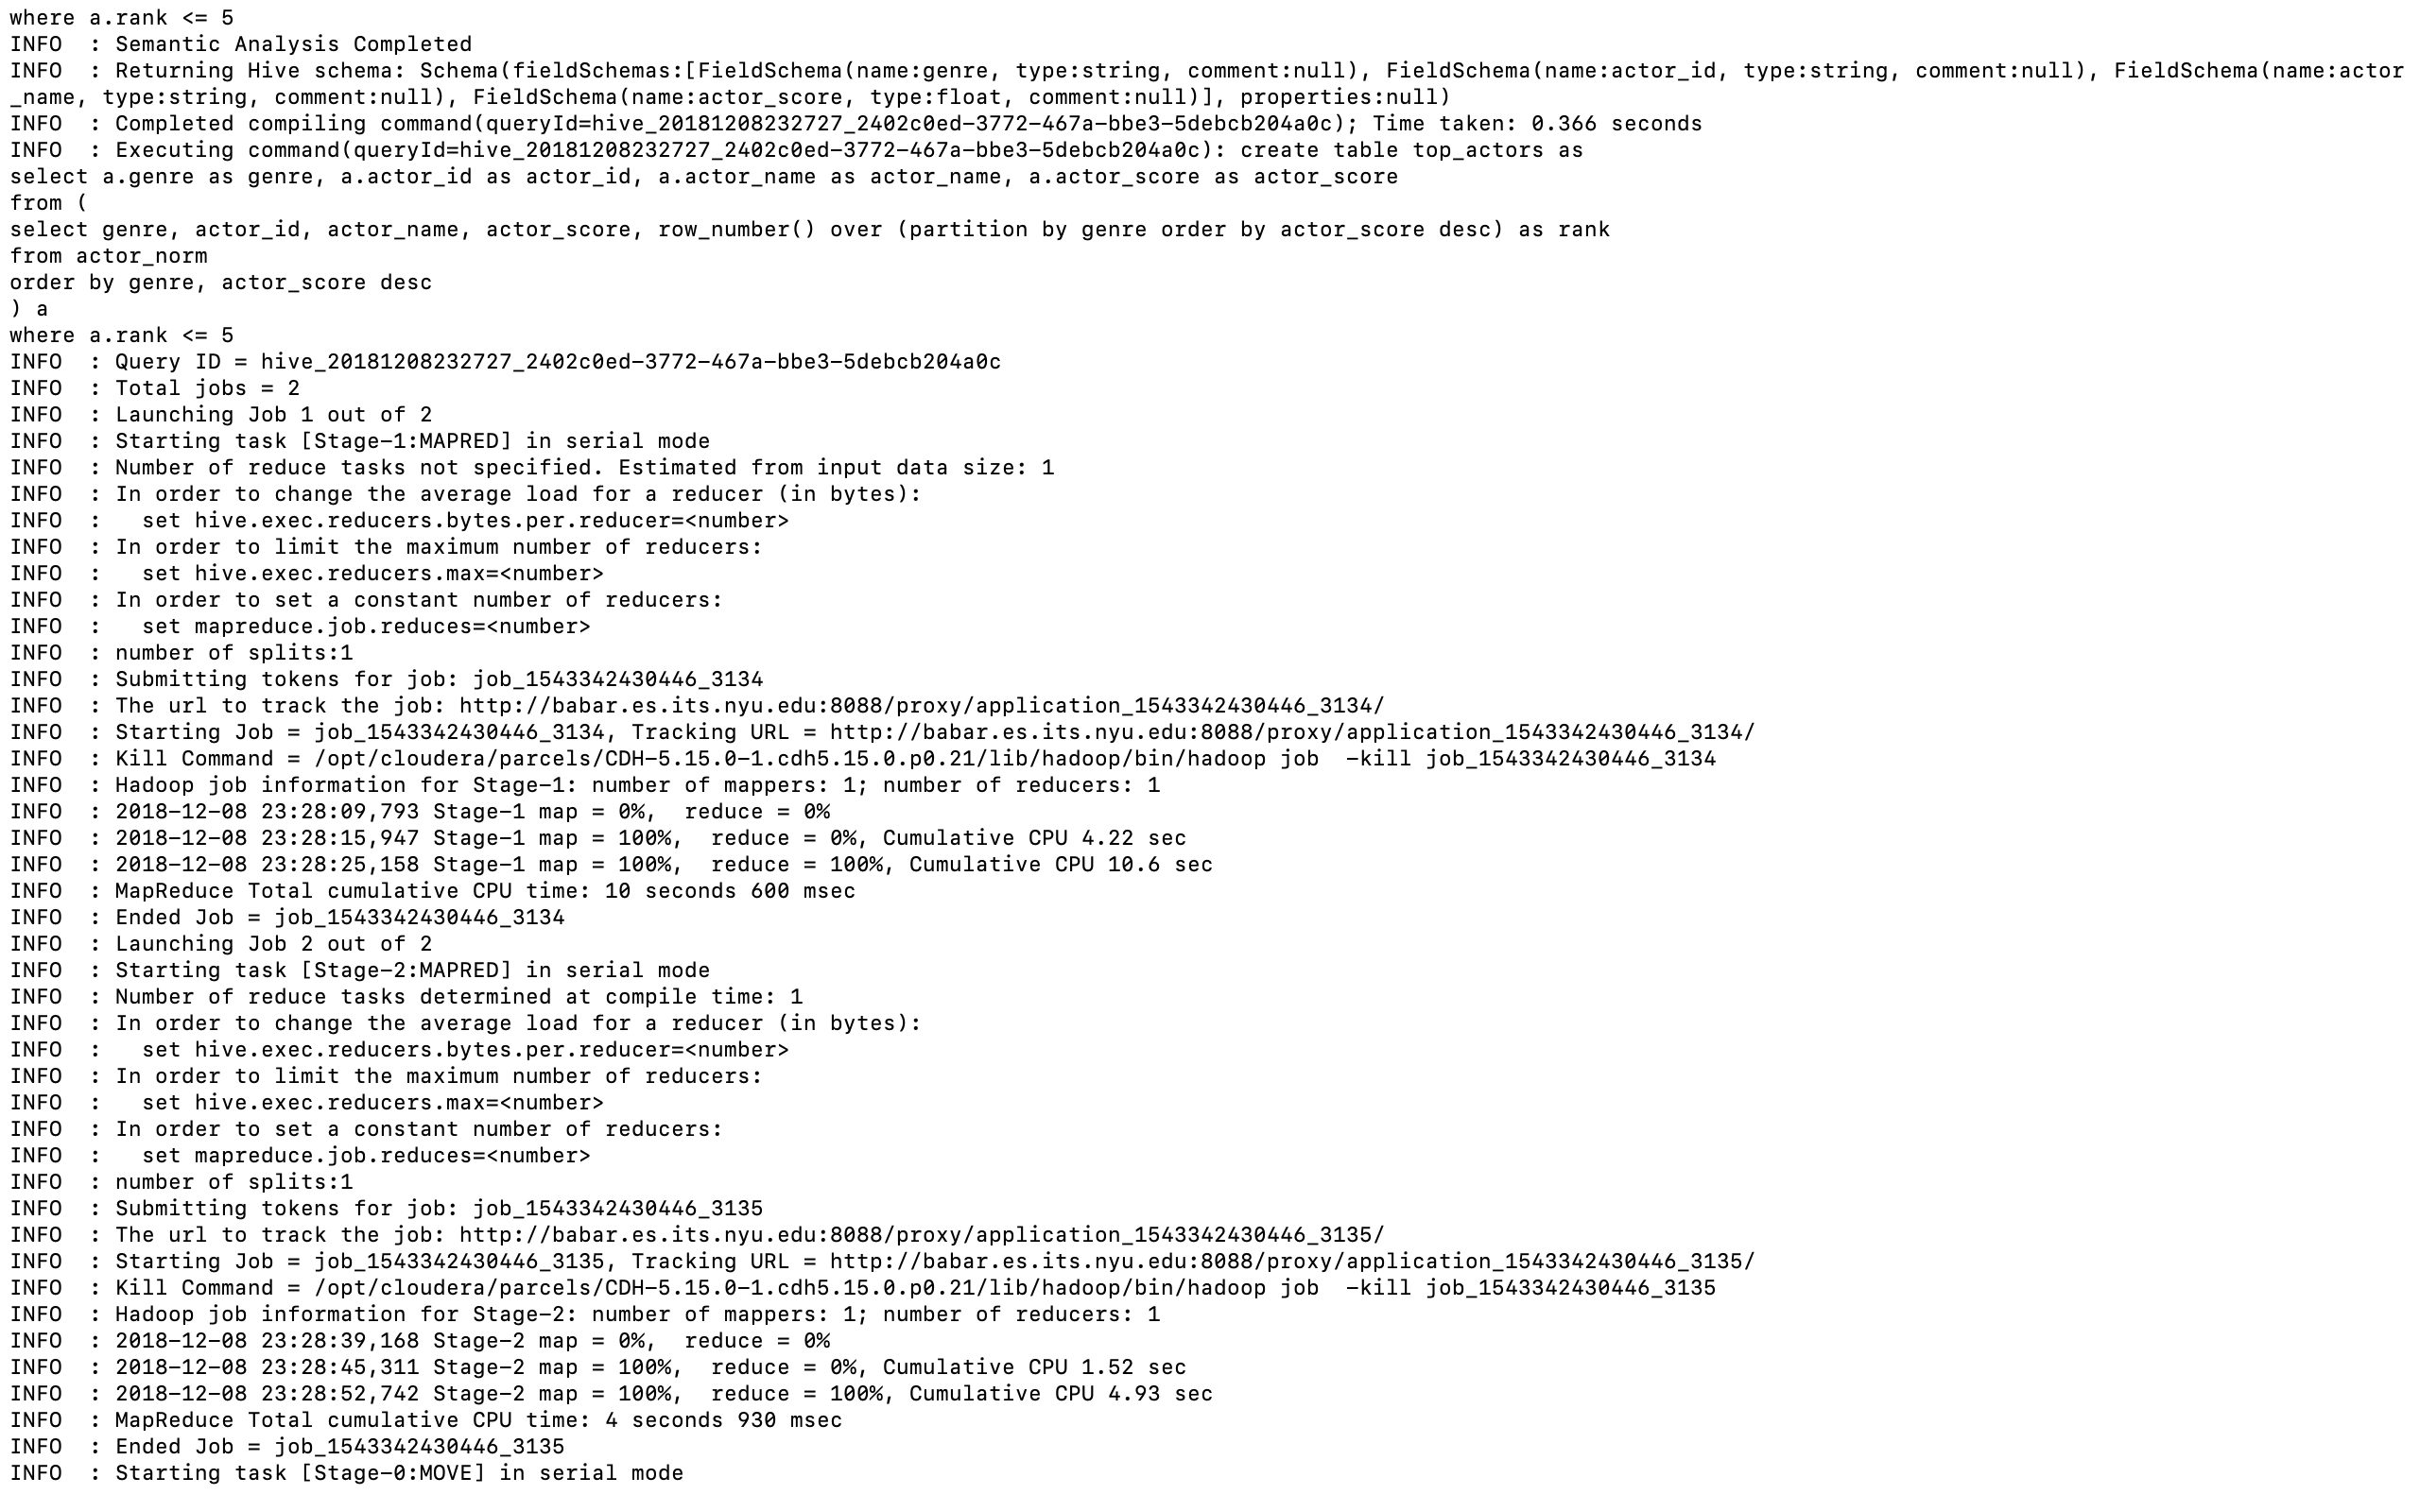 where a.rank <= 5
INFO  : Semantic Analysis Completed
INFO  : Returning Hive schema: Schema(fieldSchemas:[FieldSchema(name:genre, type:string, comment:null), FieldSchema(name:actor_id, type:string, comment:null), FieldSchema(name:actor
_name, type:string, comment:null), FieldSchema(name:actor_score, type:float, comment:null)], properties:null)
INFO  : Completed compiling command(queryId=hive_20181208232727_2402c0ed-3772-467a-bbe3-5debcb204a0c); Time taken: 0.366 seconds
INFO  : Executing command(queryId=hive_20181208232727_2402c0ed-3772-467a-bbe3-5debcb204a0c): create table top_actors as
select a.genre as genre, a.actor_id as actor_id, a.actor_name as actor_name, a.actor_score as actor_score
from (
select genre, actor_id, actor_name, actor_score, row_number() over (partition by genre order by actor_score desc) as rank
from actor_norm
order by genre, actor_score desc
) a
where a.rank <= 5
INFO  : Query ID = hive_20181208232727_2402c0ed-3772-467a-bbe3-5debcb204a0c
INFO  : Total jobs = 2
INFO  : Launching Job 1 out of 2
INFO  : Starting task [Stage-1:MAPRED] in serial mode
INFO  : Number of reduce tasks not specified. Estimated from input data size: 1
INFO  : In order to change the average load for a reducer (in bytes):
INFO  :   set hive.exec.reducers.bytes.per.reducer=<number>
INFO  : In order to limit the maximum number of reducers:
INFO  :   set hive.exec.reducers.max=<number>
INFO  : In order to set a constant number of reducers:
INFO  :   set mapreduce.job.reduces=<number>
INFO  : number of splits:1
INFO  : Submitting tokens for job: job_1543342430446_3134
INFO  : The url to track the job: http://babar.es.its.nyu.edu:8088/proxy/application_1543342430446_3134/
INFO  : Starting Job = job_1543342430446_3134, Tracking URL = http://babar.es.its.nyu.edu:8088/proxy/application_1543342430446_3134/
INFO  : Kill Command = /opt/cloudera/parcels/CDH-5.15.0-1.cdh5.15.0.p0.21/lib/hadoop/bin/hadoop job  -kill job_1543342430446_3134
INFO  : Hadoop job information for Stage-1: number of mappers: 1; number of reducers: 1
INFO  : 2018-12-08 23:28:09,793 Stage-1 map = 0%,  reduce = 0%
INFO  : 2018-12-08 23:28:15,947 Stage-1 map = 100%,  reduce = 0%, Cumulative CPU 4.22 sec
INFO  : 2018-12-08 23:28:25,158 Stage-1 map = 100%,  reduce = 100%, Cumulative CPU 10.6 sec
INFO  : MapReduce Total cumulative CPU time: 10 seconds 600 msec
INFO  : Ended Job = job_1543342430446_3134
INFO  : Launching Job 2 out of 2
INFO  : Starting task [Stage-2:MAPRED] in serial mode
INFO  : Number of reduce tasks determined at compile time: 1
INFO  : In order to change the average load for a reducer (in bytes):
INFO  :   set hive.exec.reducers.bytes.per.reducer=<number>
INFO  : In order to limit the maximum number of reducers:
INFO  :   set hive.exec.reducers.max=<number>
INFO  : In order to set a constant number of reducers:
INFO  :   set mapreduce.job.reduces=<number>
INFO  : number of splits:1
INFO  : Submitting tokens for job: job_1543342430446_3135
INFO  : The url to track the job: http://babar.es.its.nyu.edu:8088/proxy/application_1543342430446_3135/
INFO  : Starting Job = job_1543342430446_3135, Tracking URL = http://babar.es.its.nyu.edu:8088/proxy/application_1543342430446_3135/
INFO  : Kill Command = /opt/cloudera/parcels/CDH-5.15.0-1.cdh5.15.0.p0.21/lib/hadoop/bin/hadoop job  -kill job_1543342430446_3135
INFO  : Hadoop job information for Stage-2: number of mappers: 1; number of reducers: 1
INFO  : 2018-12-08 23:28:39,168 Stage-2 map = 0%,  reduce = 0%
INFO  : 2018-12-08 23:28:45,311 Stage-2 map = 100%,  reduce = 0%, Cumulative CPU 1.52 sec
INFO  : 2018-12-08 23:28:52,742 Stage-2 map = 100%,  reduce = 100%, Cumulative CPU 4.93 sec
INFO  : MapReduce Total cumulative CPU time: 4 seconds 930 msec
INFO  : Ended Job = job_1543342430446_3135
INFO  : Starting task [Stage-0:MOVE] in serial mode